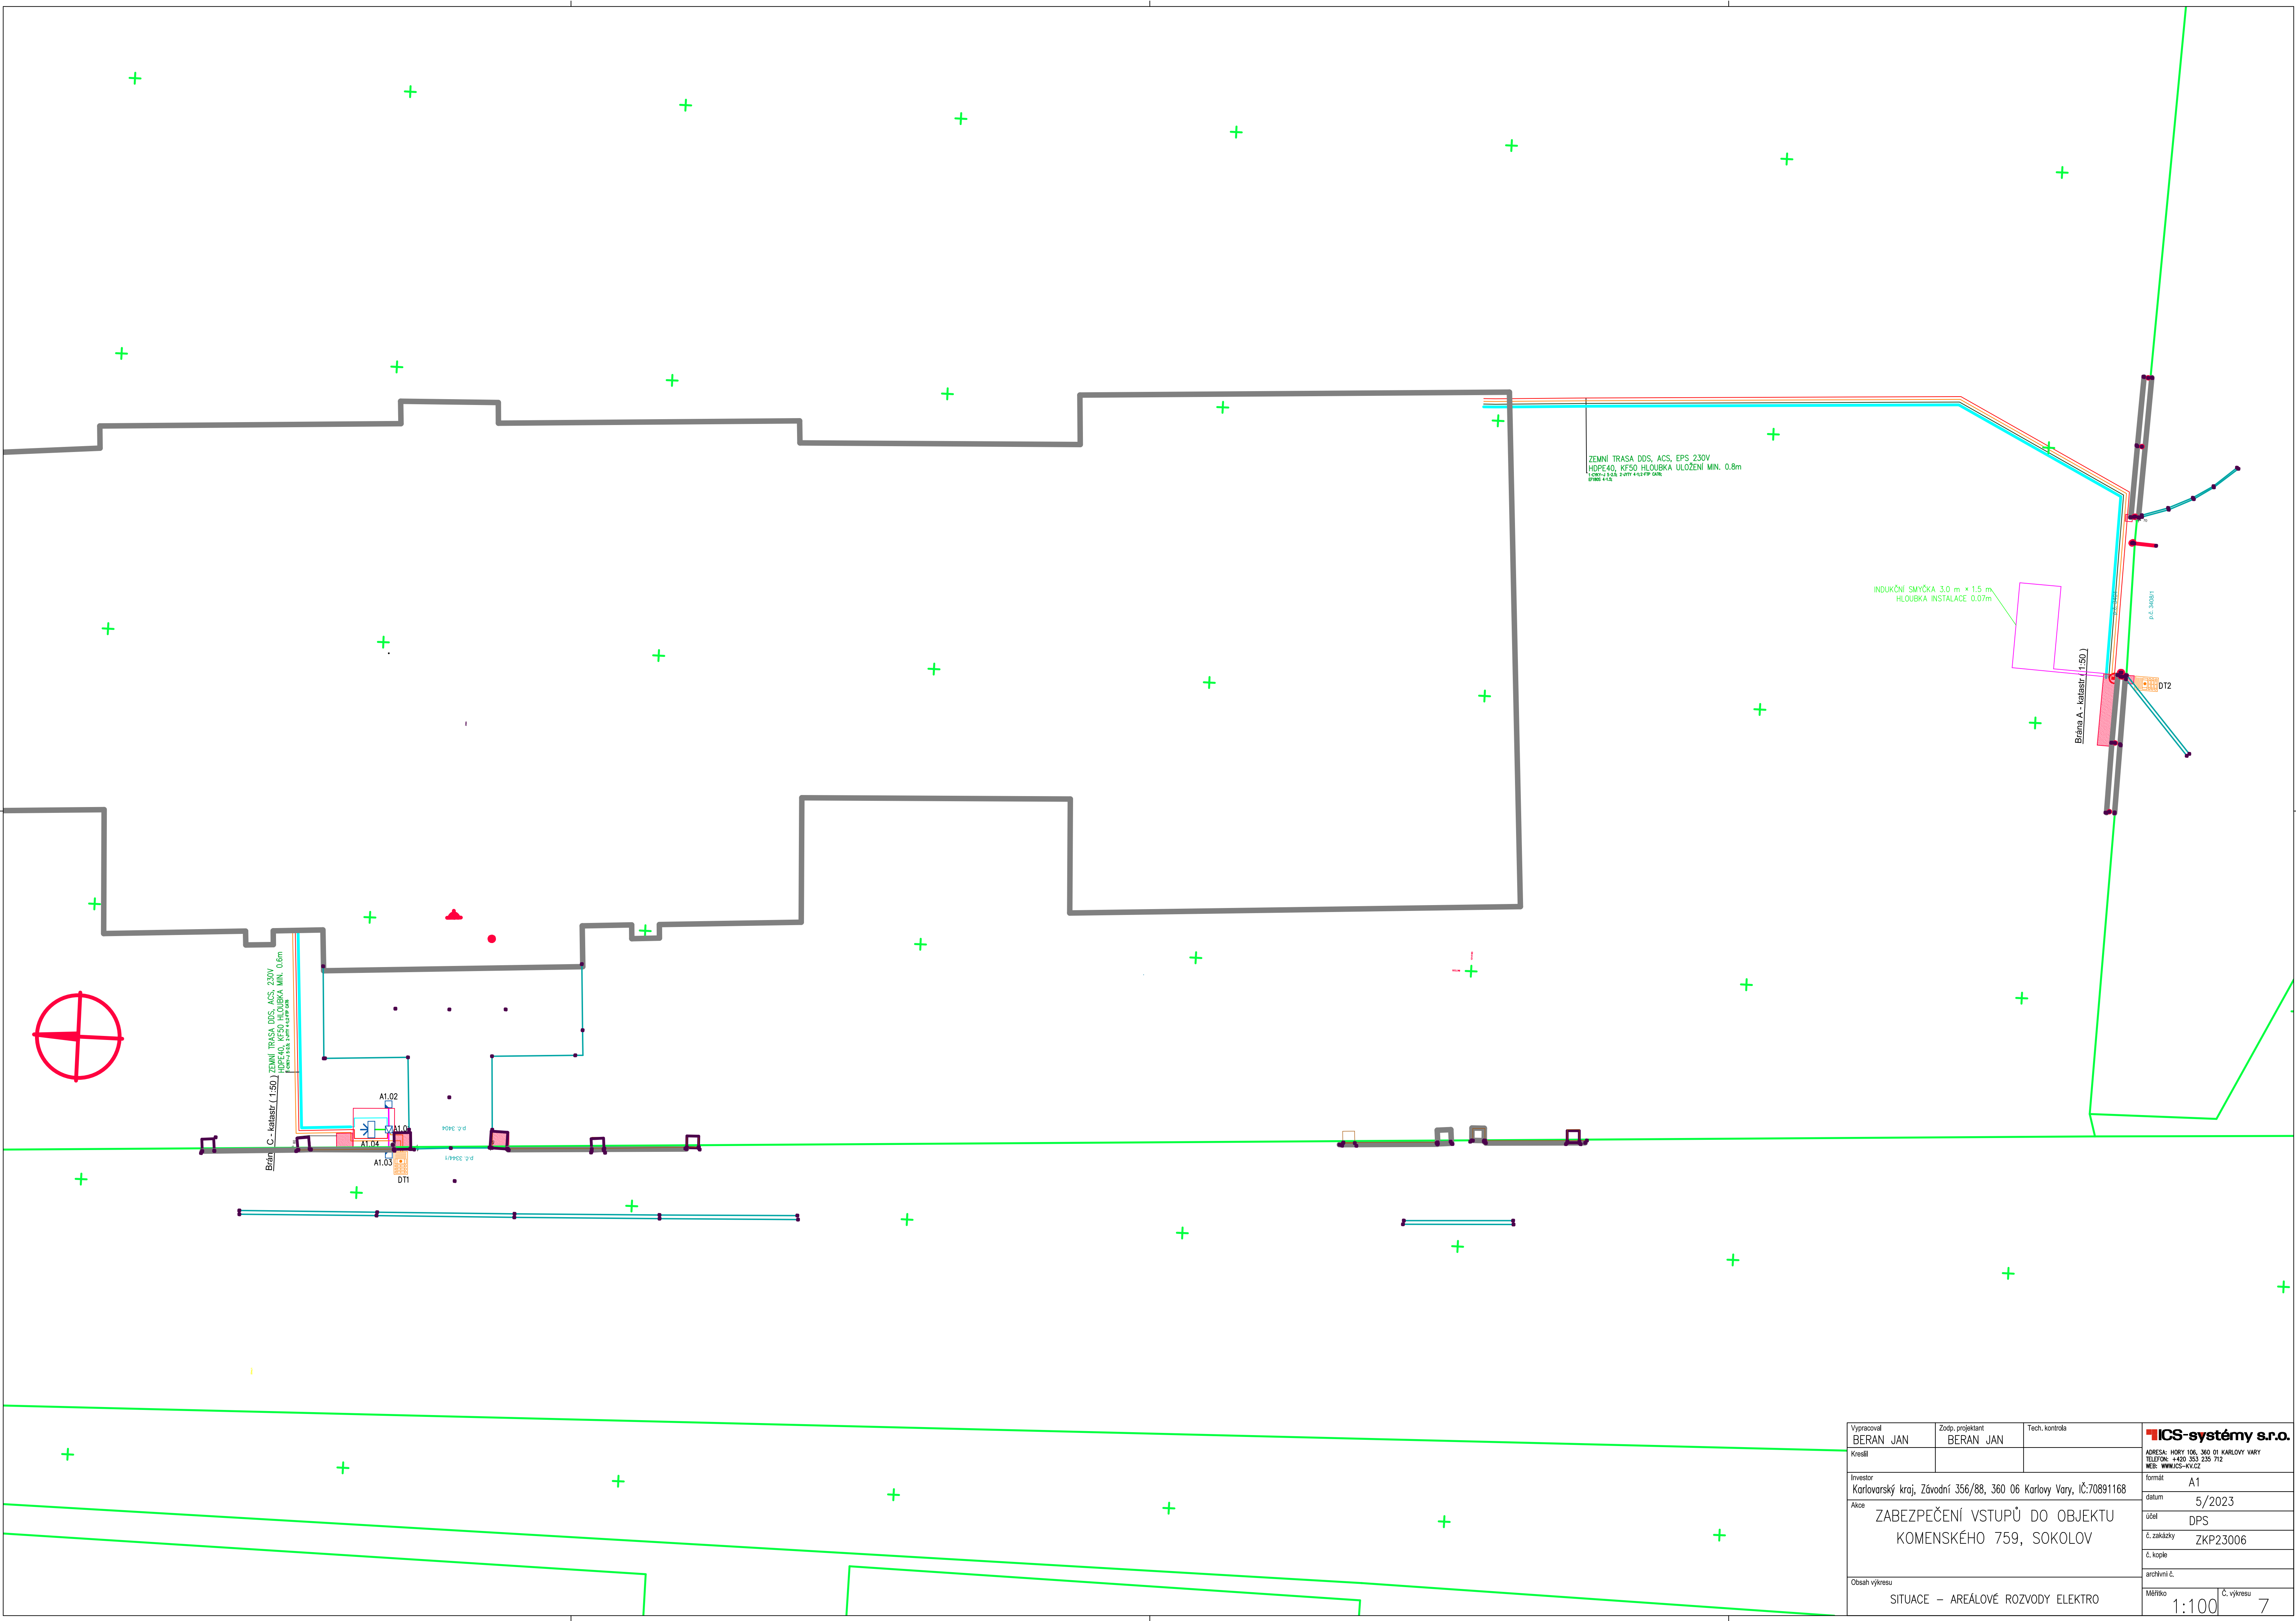 ZEMNÍ TRASA DDS, ACS, EPS 230V
HDPE40, KF50 HLOUBKA ULOŽENÍ MIN. 0.8m
INDUKČNÍ SMYČKA 3.0 m * 1.5 m
HLOUBKA INSTALACE 0.07m
p.č. 3408/1
Brána A - katastr ( 1:50 )
DT2
ZEMNÍ TRASA DDS, ACS, 230V
HDPE40, KF50 HLOUBKA MIN. 0.6m
C - katastr ( 1:50 )
A1.02
A1.04
A1.03
DT1
p.č. 3404
p.č. 3344/1
Vypracoval
BERAN JAN
Zodp. projektant
BERAN JAN
Tech. kontrola
Kreslil
ICS-systémy s.r.o.
ADRESA: HORY 106, 360 01 KARLOVY VARY
TELEFON: +420 353 235 712
WEB: WWW.ICS-KV.CZ
Investor
Karlovarský kraj, Závodní 356/88, 360 06 Karlovy Vary, IČ:70891168
formát
A1
datum
5/2023
Akce
ZABEZPEČENÍ VSTUPŮ DO OBJEKTU
KOMENSKÉHO 759, SOKOLOV
účel
DPS
č. zakázky
ZKP23006
č. kopie
archivní č.
Obsah výkresu
SITUACE – AREÁLOVÉ ROZVODY ELEKTRO
Měřítko
1:100
Č. výkresu
7